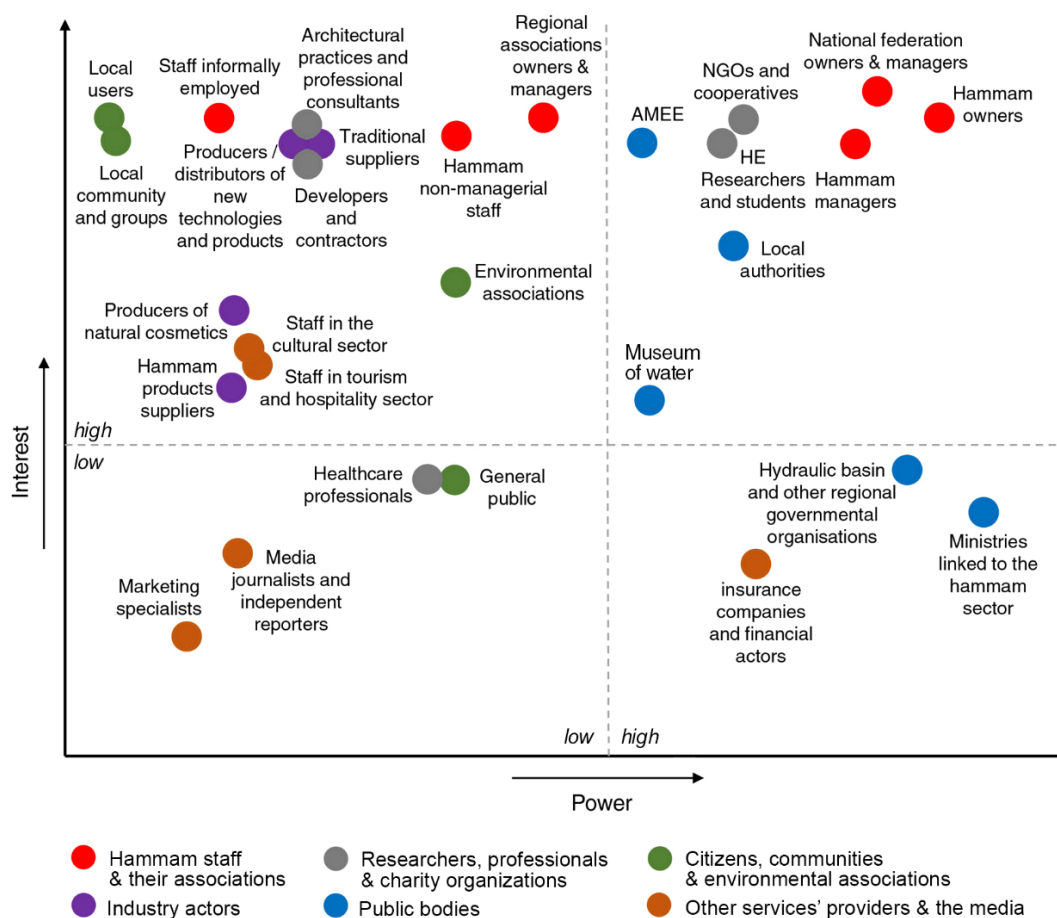 Local
users
Staff informally
employed
Architectural
practices and
professional
consultants
Regional
associations
owners &
managers
NGOs and
cooperatives
National federation
owners & managers
Hammam
owners
AMEE
Local
community
and groups
Producers /
distributors of
new
technologies
and products
Traditional
suppliers
Developers
and
contractors
Hammam
non-managerial
staff
HE
Researchers
and students
Hammam
managers
Local
authorities
Environmental
associations
Producers of
natural cosmetics
Staff in the
cultural sector
Hammam
products
suppliers
Staff in tourism
and hospitality sector
Museum
of water
high
low
Interest
Healthcare
professionals
General
public
Hydraulic basin
and other regional
governmental
organisations
Ministries
linked to the
hammam
sector
Media
journalists and
independent
reporters
Marketing
specialists
insurance
companies
and financial
actors
low
high
Power
Hammam staff
& their associations
Researchers, professionals
& charity organizations
Citizens, communities
& environmental associations
Industry actors
Public bodies
Other services' providers & the media